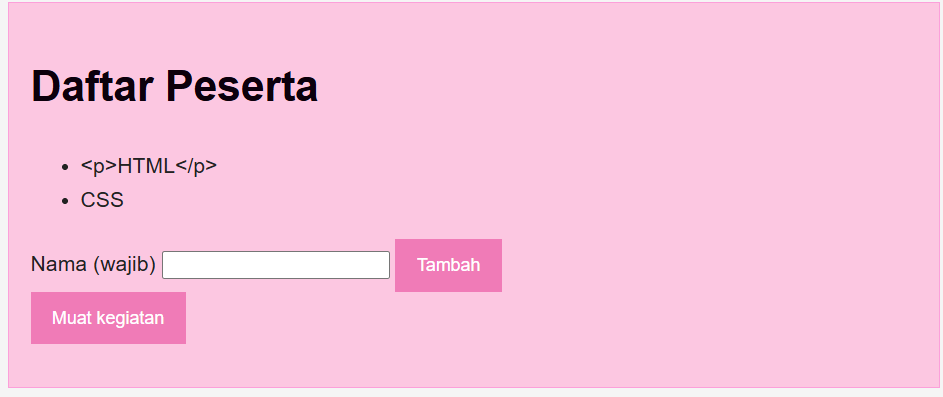 Daftar Peserta
<p>HTML</p>
CSS
Nama (wajib) Tambah
Muat kegiatan